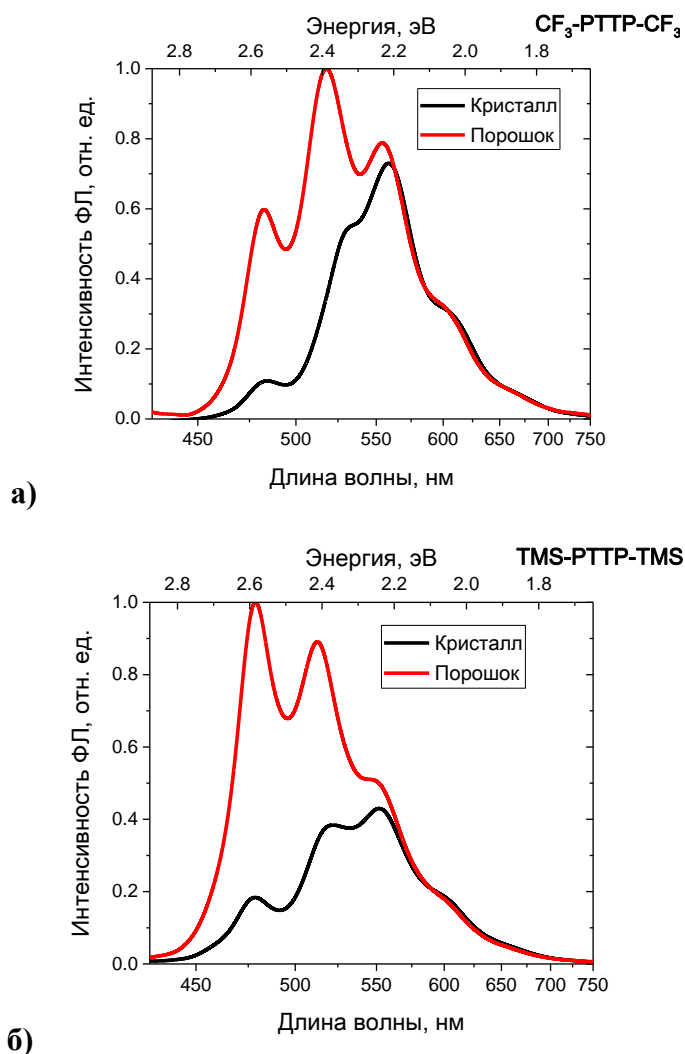 Энергия, эВ CF₃-PTTP-CF₃
2.8 2.6 2.4 2.2 2.0 1.8
1.0
0.8
0.6
0.4
0.2
0.0
Интенсивность ФЛ, отн. ед.
Кристалл
Порошок
450 500 550 600 650 700 750
Длина волны, нм
а)
Энергия, эВ TMS-PTTP-TMS
2.8 2.6 2.4 2.2 2.0 1.8
1.0
0.8
0.6
0.4
0.2
0.0
Интенсивность ФЛ, отн. ед.
Кристалл
Порошок
450 500 550 600 650 700 750
Длина волны, нм
б)